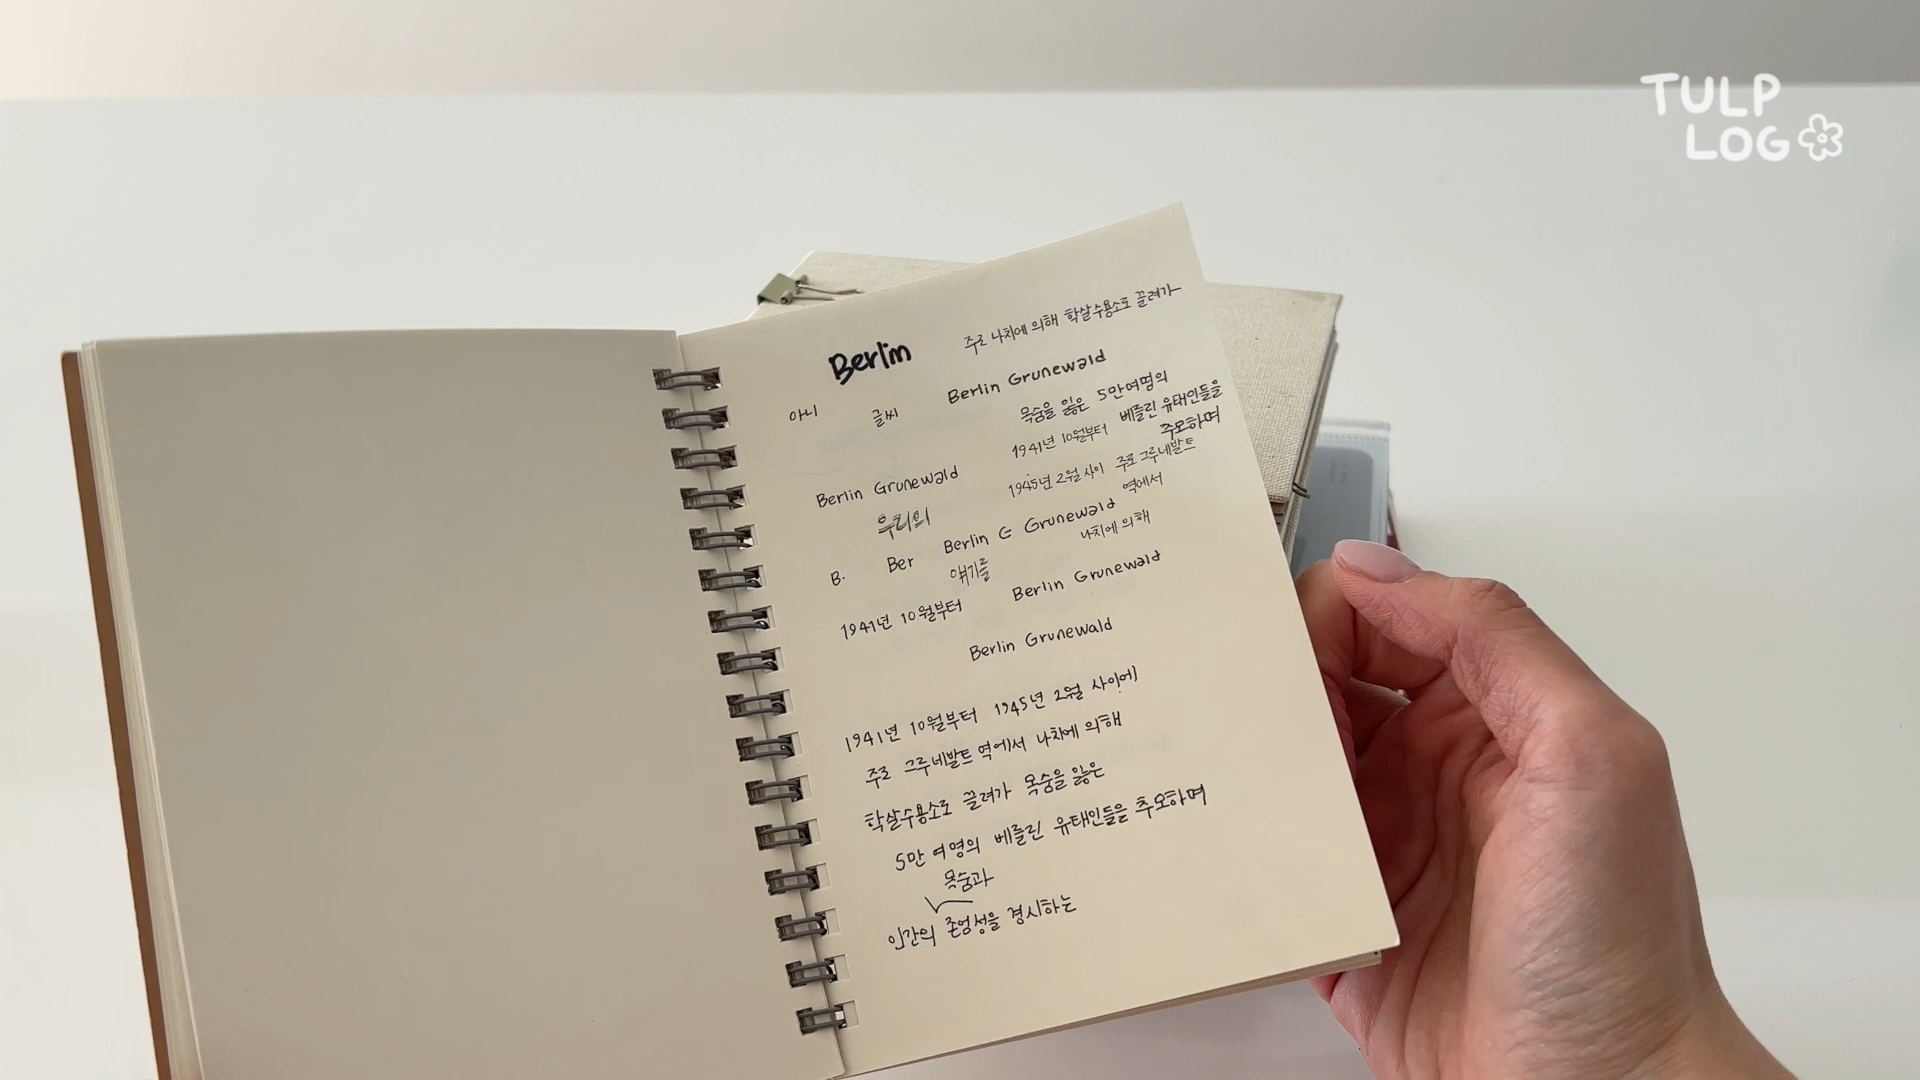 TULP
LOG
Berlin
주로 나치에 의해 학살수용소로 끌려가
아니 글씨
Berlin Grunewald
목숨을 잃은 5만여명의
베를린 유태인들을
1941년 10월부터
추모하며
1945년 2월 사이
주로 그루네발트
역에서
Berlin Grunewald
우리의
B. Ber Berlin G Grunewald
얘기를
나치에 의해
1941년 10월부터
Berlin Grunewald
Berlin Grunewald
1941년 10월부터 1945년 2월 사이에
주로 그루네발트 역에서 나치에 의해
학살수용소로 끌려가 목숨을 잃은
5만 여명의 베를린 유태인들을 추모하며
목숨과
인간의 존엄성을 경시하는